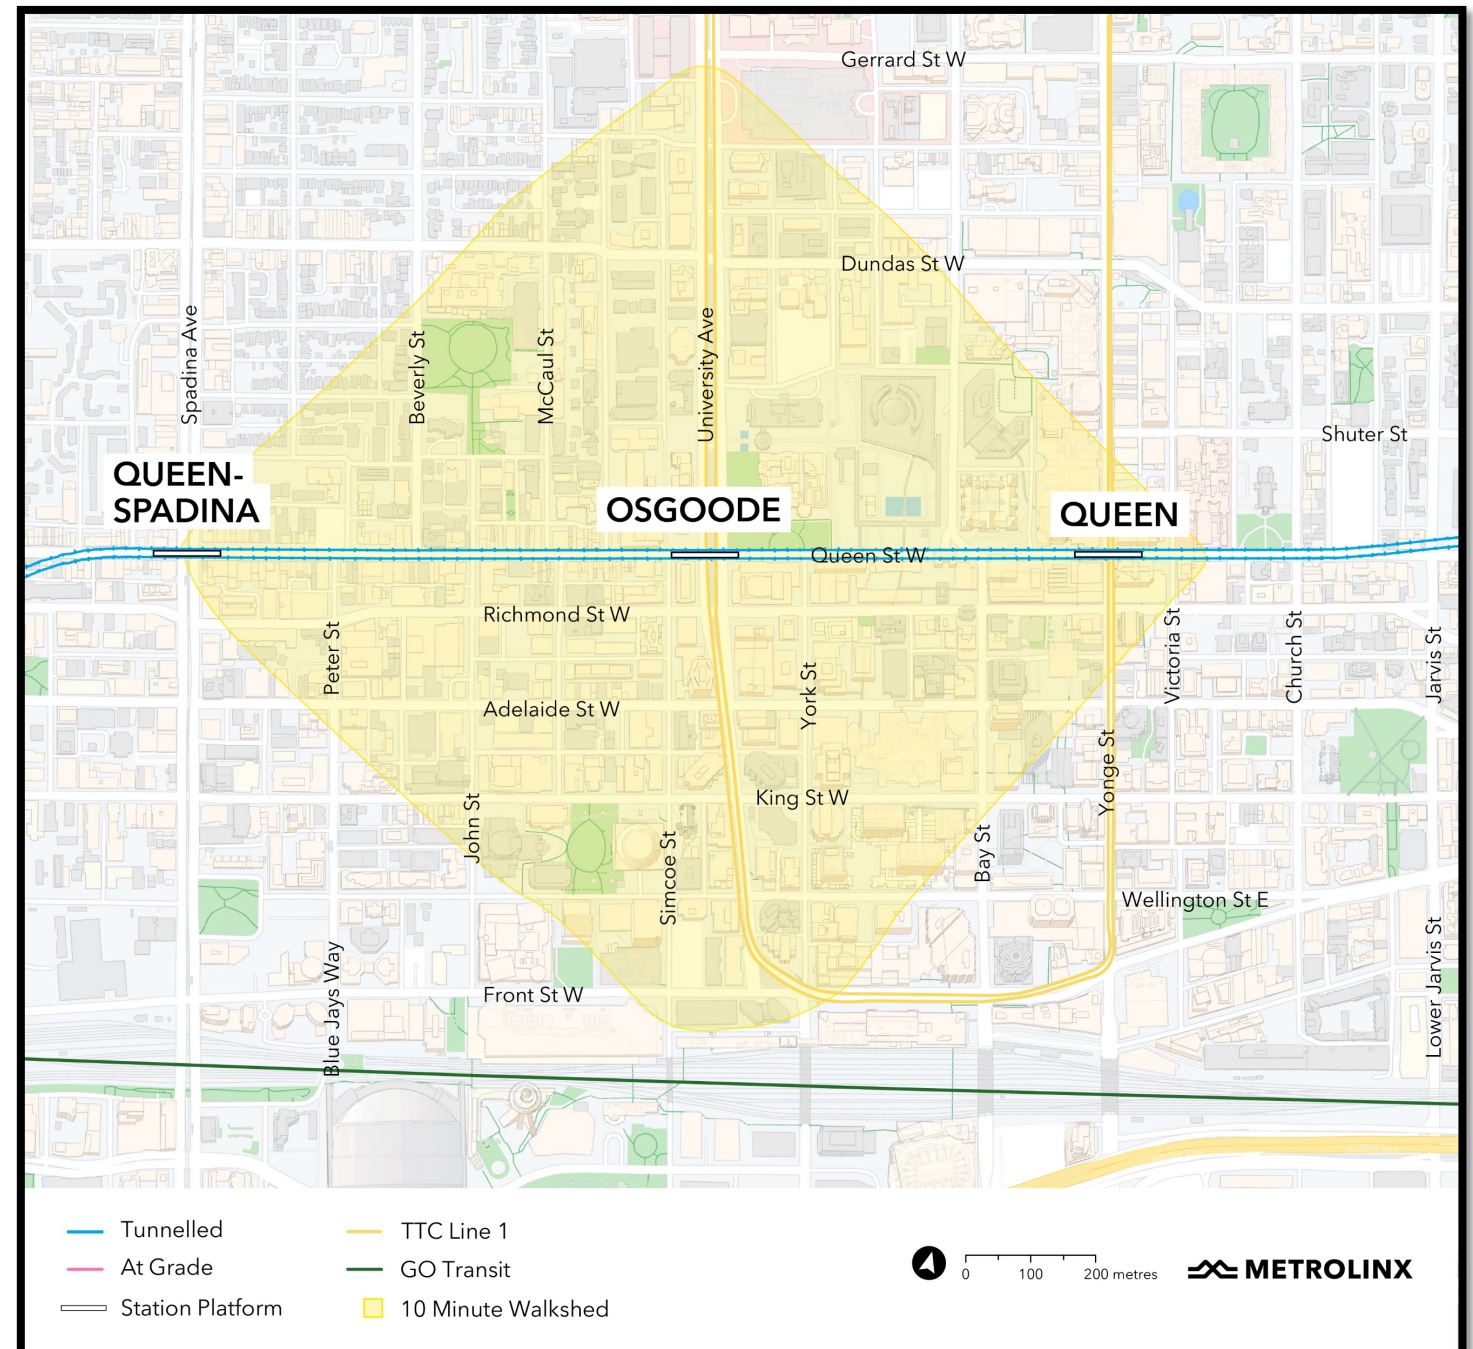 Gerrard St W
Dundas St W
Spadina Ave
Beverly St
McCaul St
University Ave
Shuter St
QUEEN-
SPADINA
OSGOODE
QUEEN
Queen St W
Richmond St W
Peter St
Adelaide St W
York St
Victoria St
Church St
Jarvis St
King St W
Yonge St
John St
Simcoe St
Bay St
Wellington St E
Blue Jays Way
Front St W
Lower Jarvis St
Tunnelled
At Grade
Station Platform
TTC Line 1
GO Transit
10 Minute Walkshed
0 100 200 metres
METROLINX